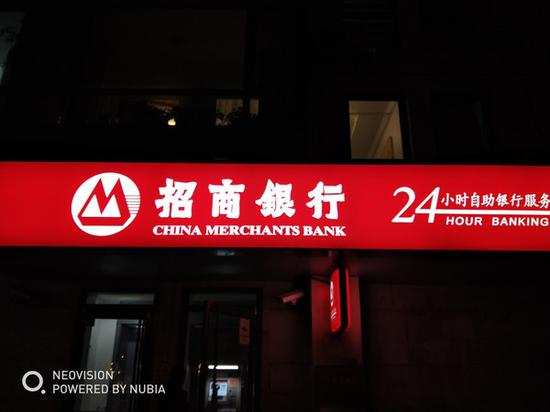 招商銀行
CHINA MERCHANTS BANK
24小时自助银行服务
HOUR BANKING
NEOVISION
POWERED BY NUBIA